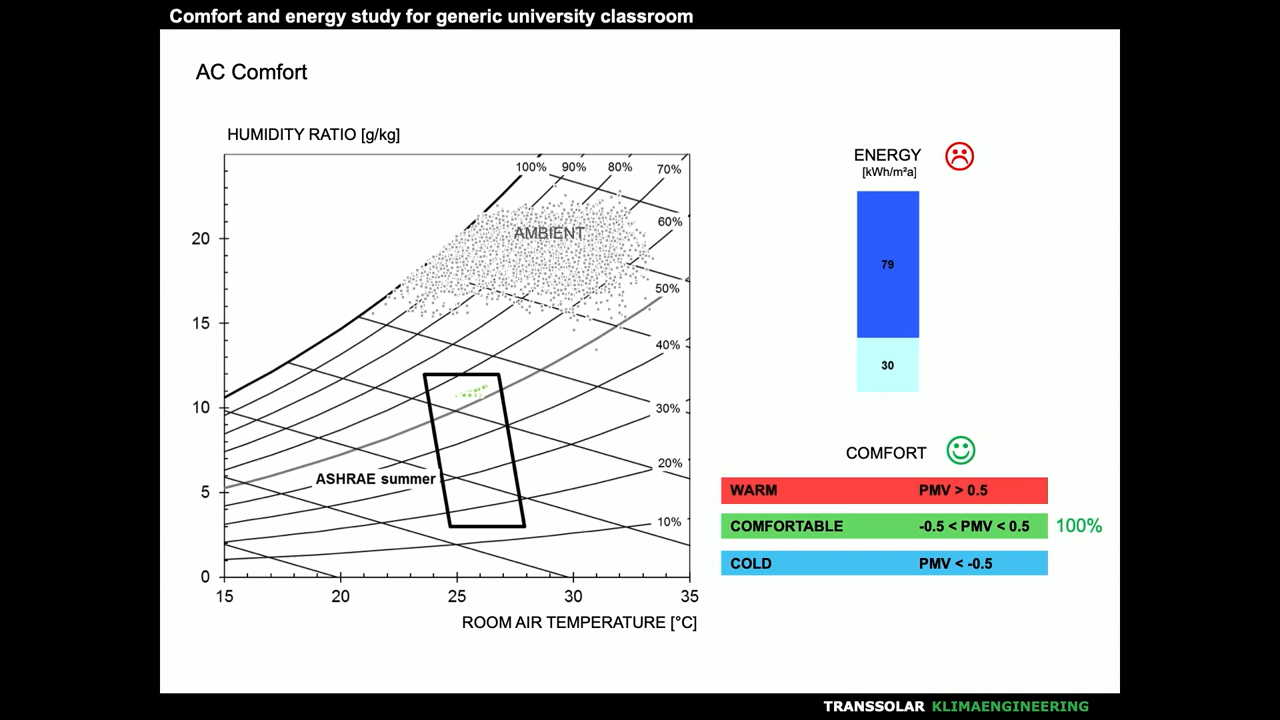 Comfort and energy study for generic university classroom
AC Comfort
HUMIDITY RATIO [g/kg]
100% 90% 80% 70%
60%
50%
40%
30%
20%
10%
AMBIENT
ASHRAE summer
20
15
10
5
0
15 20 25 30 35
ROOM AIR TEMPERATURE [°C]
ENERGY
[kWh/m²a]
79
30
COMFORT
WARM PMV > 0.5
COMFORTABLE -0.5 < PMV < 0.5 100%
COLD PMV < -0.5
TRANSSOLAR KLIMAENGINEERING